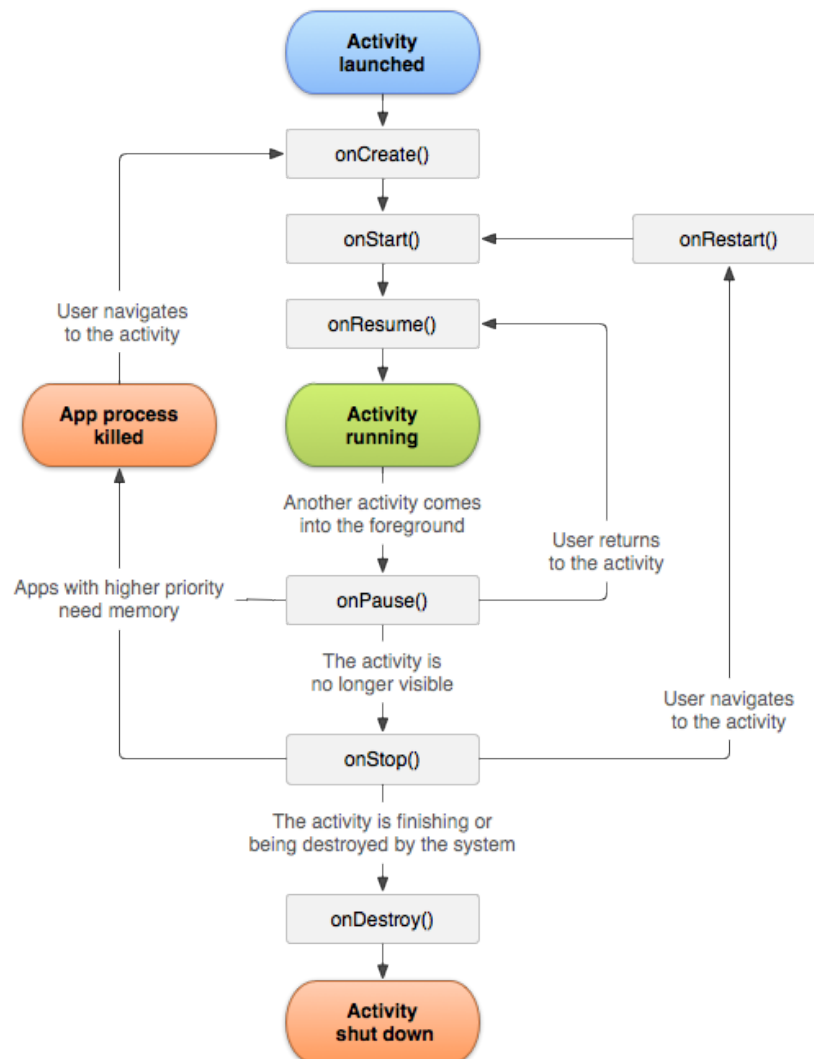 Activity
launched
onCreate()
onStart()
onRestart()
User navigates
to the activity
onResume()
App process
killed
Activity
running
Another activity comes
into the foreground
User returns
to the activity
Apps with higher priority
need memory
onPause()
The activity is
no longer visible
User navigates
to the activity
onStop()
The activity is finishing or
being destroyed by the system
onDestroy()
Activity
shut down